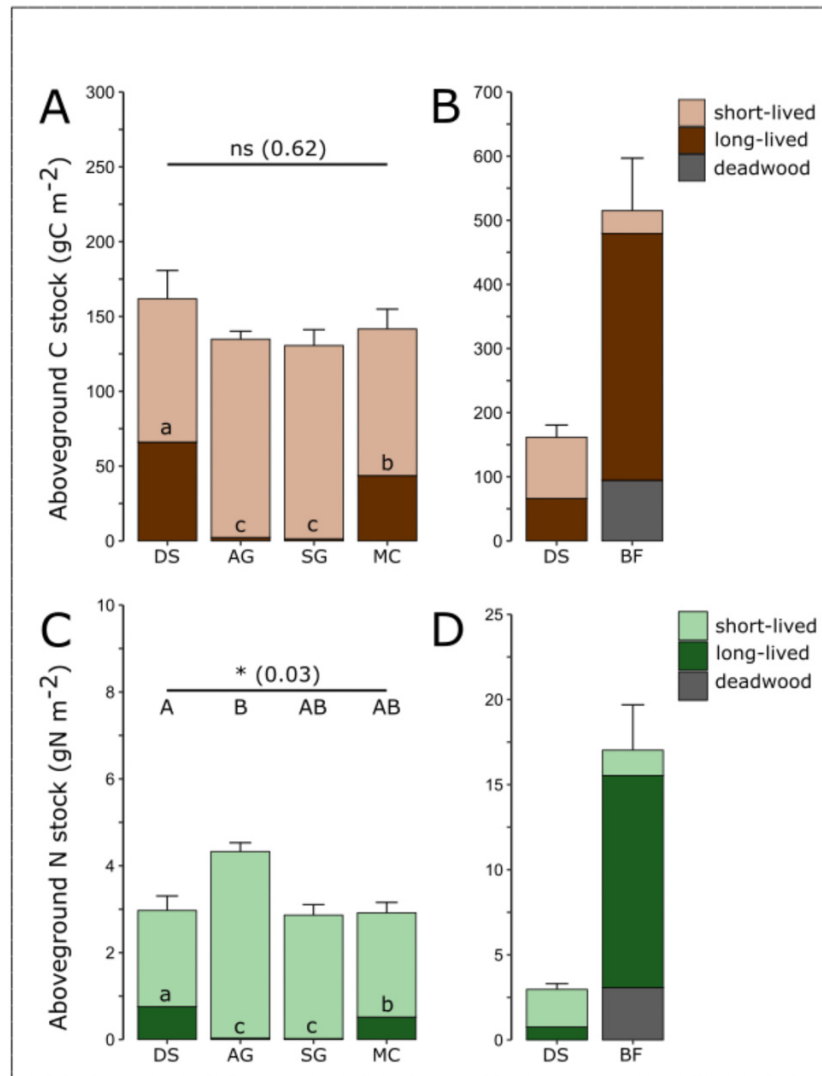 A
Aboveground C stock (gC m⁻²)
300
250
200
150
100
50
0
ns (0.62)
a
c
c
b
DS
AG
SG
MC
B
700
600
500
400
300
200
100
0
DS
BF
short-lived
long-lived
deadwood
C
Aboveground N stock (gN m⁻²)
10
8
6
4
2
0
* (0.03)
A
B
AB
AB
a
c
c
b
DS
AG
SG
MC
D
25
20
15
10
5
0
DS
BF
short-lived
long-lived
deadwood